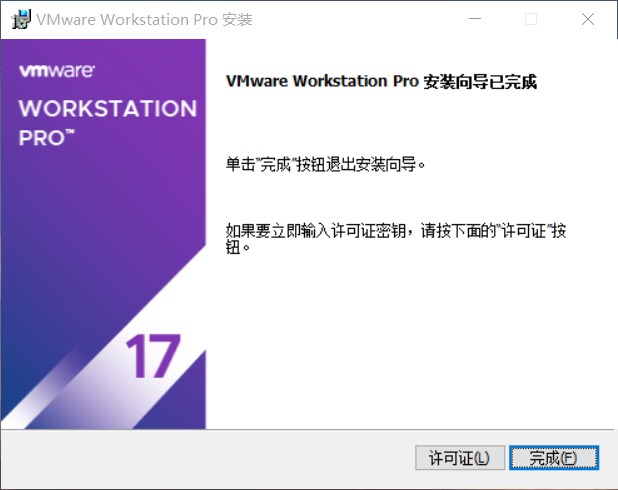 VMware Workstation Pro 安装
vmware®
WORKSTATION
PRO™
17
VMware Workstation Pro 安装向导已完成
单击"完成"按钮退出安装向导。
如果要立即输入许可证密钥，请按下面的"许可证"按
钮。
许可证(L)
完成(F)